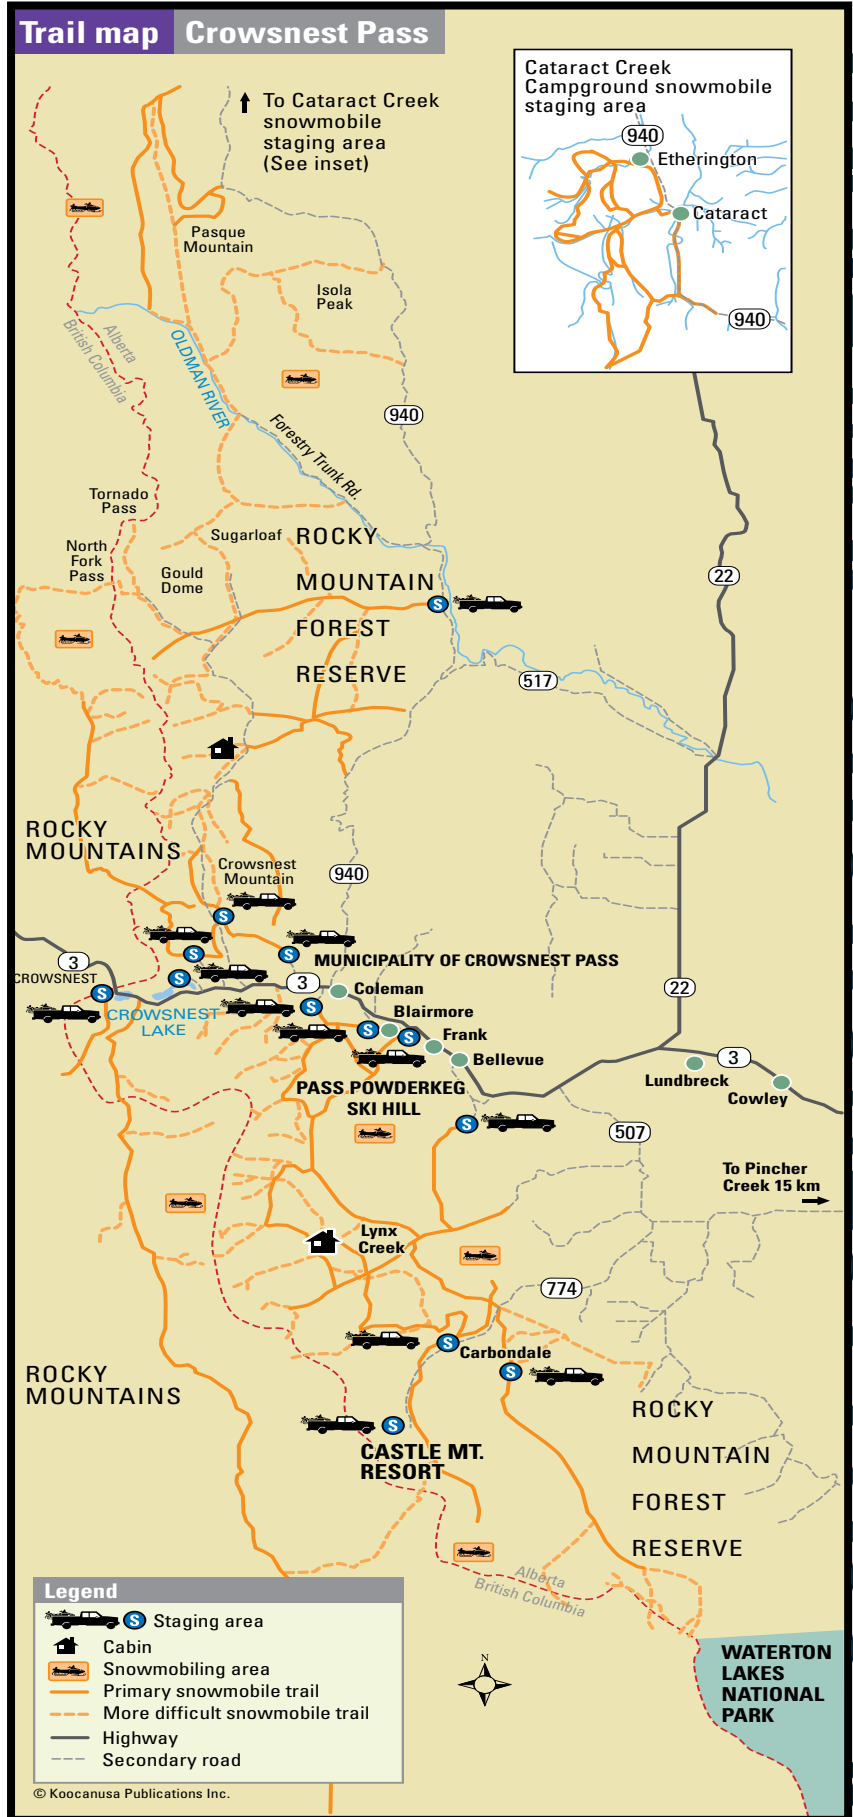 Trail map Crowsnest Pass
To Cataract Creek
snowmobile
staging area
(See inset)
Cataract Creek
Campground snowmobile
staging area
940
Etherington
Cataract
940
Pasque
Mountain
Isola
Peak
Alberta
British Columbia
OLDMAN RIVER
940
Forestry Trunk Rd.
Tornado
Pass
North
Fork
Pass
Sugarloaf
Gould
Dome
ROCKY
MOUNTAIN
FOREST
RESERVE
22
S
517
ROCKY
MOUNTAINS
Crowsnest
Mountain
940
S
S
S
MUNICIPALITY OF CROWSNEST PASS
3
CROWSNEST
S
S
3
22
CROWSNEST
LAKE
S
Coleman
Blairmore
S
S
Frank
Bellevue
3
Lundbreck
Cowley
PASS POWDERKEG
SKI HILL
S
507
To Pincher
Creek 15 km
Lynx
Creek
774
S
Carbondale
S
ROCKY
MOUNTAINS
ROCKY
MOUNTAIN
FOREST
RESERVE
S
CASTLE MT.
RESORT
Alberta
British Columbia
WATERTON
LAKES
NATIONAL
PARK
N
Legend
S Staging area
Cabin
Snowmobiling area
Primary snowmobile trail
More difficult snowmobile trail
Highway
Secondary road
© Koocanusa Publications Inc.